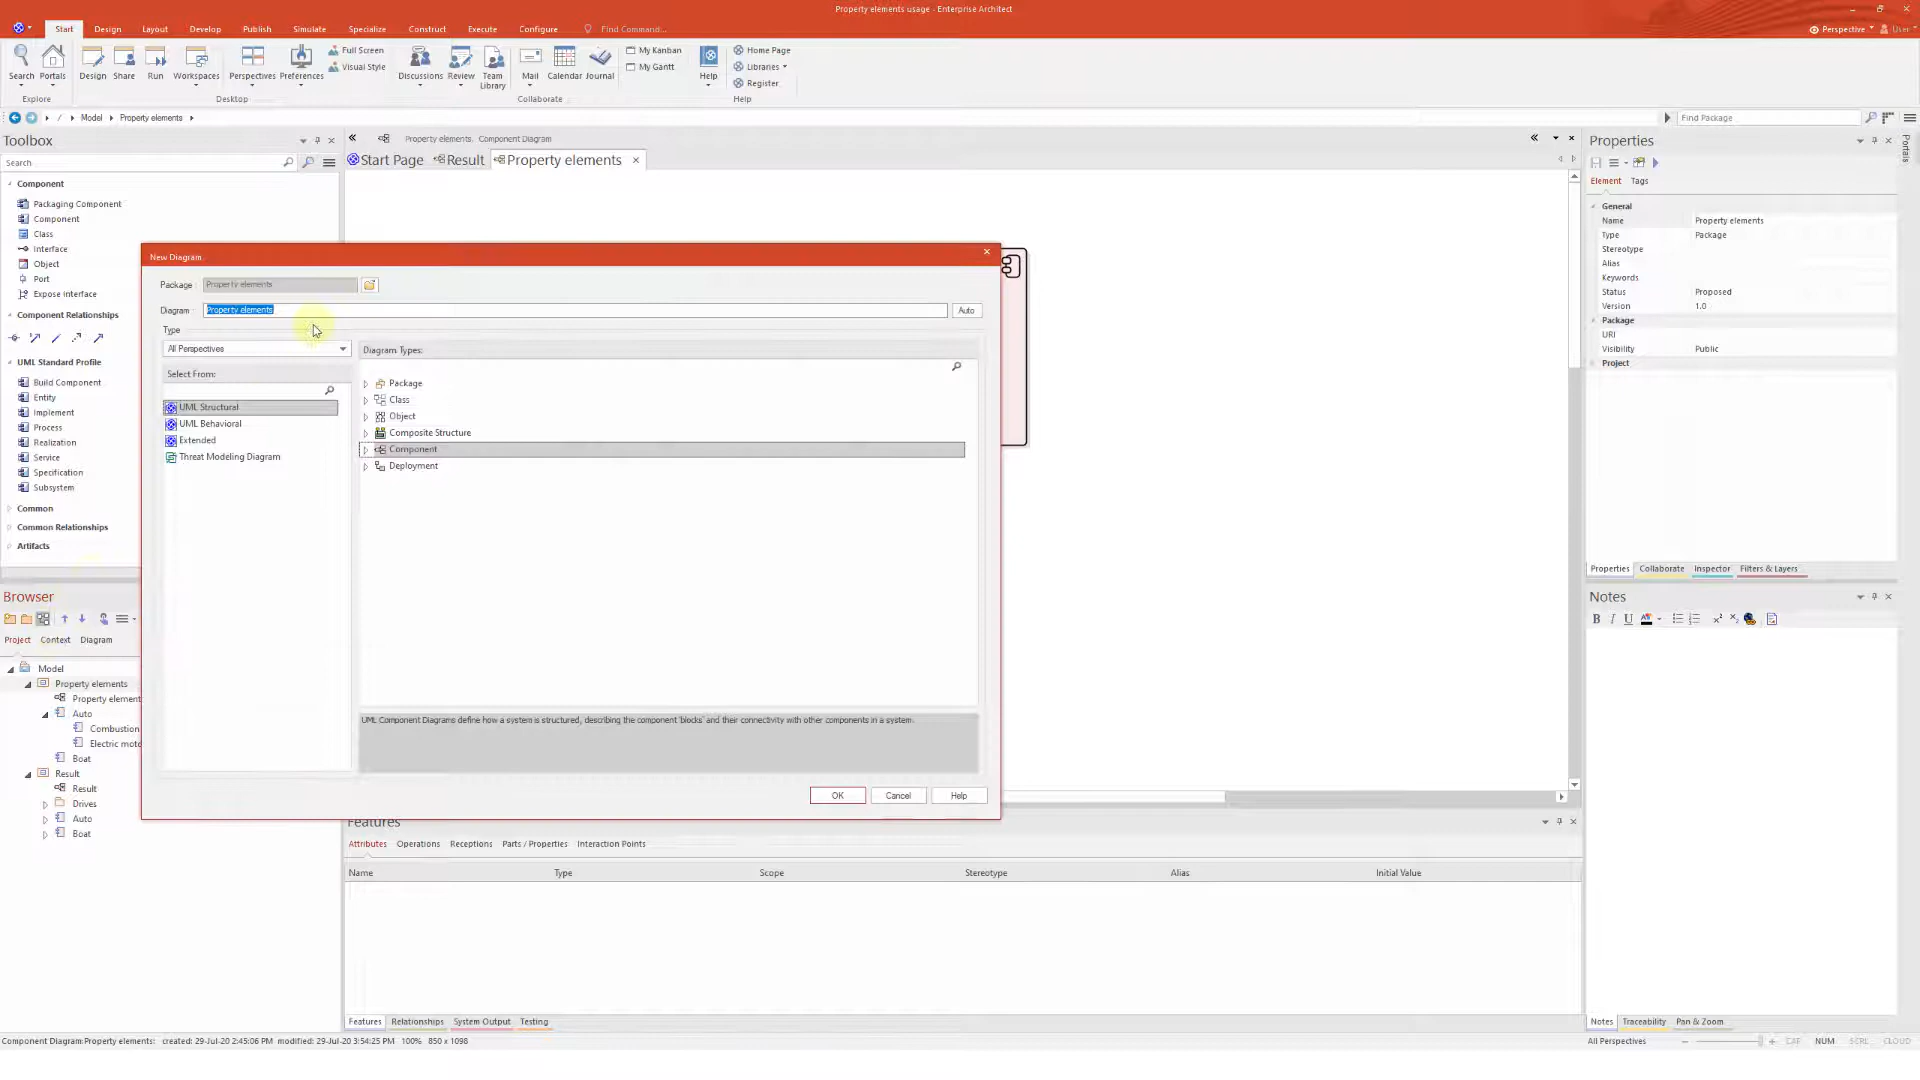 Property elements usage - Enterprise Architect
Start Design Layout Develop Publish Simulate Specialize Construct Execute Configure Find Command... Perspective User
Search Portals Design Share Run Workspaces Perspectives Preferences Full Screen Visual Style Discussions Review Team Library Mail Calendar Journal My Kanban My Gantt Help Home Page Libraries Register
Explore Desktop Collaborate Help
/ Model Property elements Find Package
Toolbox
Search
Component
Packaging Component
Component
Class
Interface
Object
Port
Expose Interface
Component Relationships
UML Standard Profile
Build Component
Entity
Implement
Process
Realization
Service
Specification
Subsystem
Common
Common Relationships
Artifacts
Browser
Project Context Diagram
Model
Property elements
Property element
Auto
Combustion
Electric moto
Boat
Result
Result
Drives
Auto
Boat
Property elements. Component Diagram
Start Page Result Property elements
New Diagram
Package Property elements
Diagram Property elements Auto
Type
All Perspectives
Select From:
UML Structural
UML Behavioral
Extended
Threat Modeling Diagram
Diagram Types:
Package
Class
Object
Composite Structure
Component
Deployment
UML Component Diagrams define how a system is structured, describing the component 'blocks' and their connectivity with other components in a system.
OK Cancel Help
Features
Attributes Operations Receptions Parts / Properties Interaction Points
Name Type Scope Stereotype Alias Initial Value
Features Relationships System Output Testing
Properties
Portals
Element Tags
General
Name Property elements
Type Package
Stereotype
Alias
Keywords
Status Proposed
Version 1.0
Package
URI
Visibility Public
Project
Properties Collaborate Inspector Filters & Layers
Notes
B I U
Notes Traceability Pan & Zoom
Component Diagram:Property elements: created: 29-Jul-20 2:45:06 PM modified: 29-Jul-20 3:54:25 PM 100% 850 x 1098 All Perspectives CAP NUM SCRL CLOUD